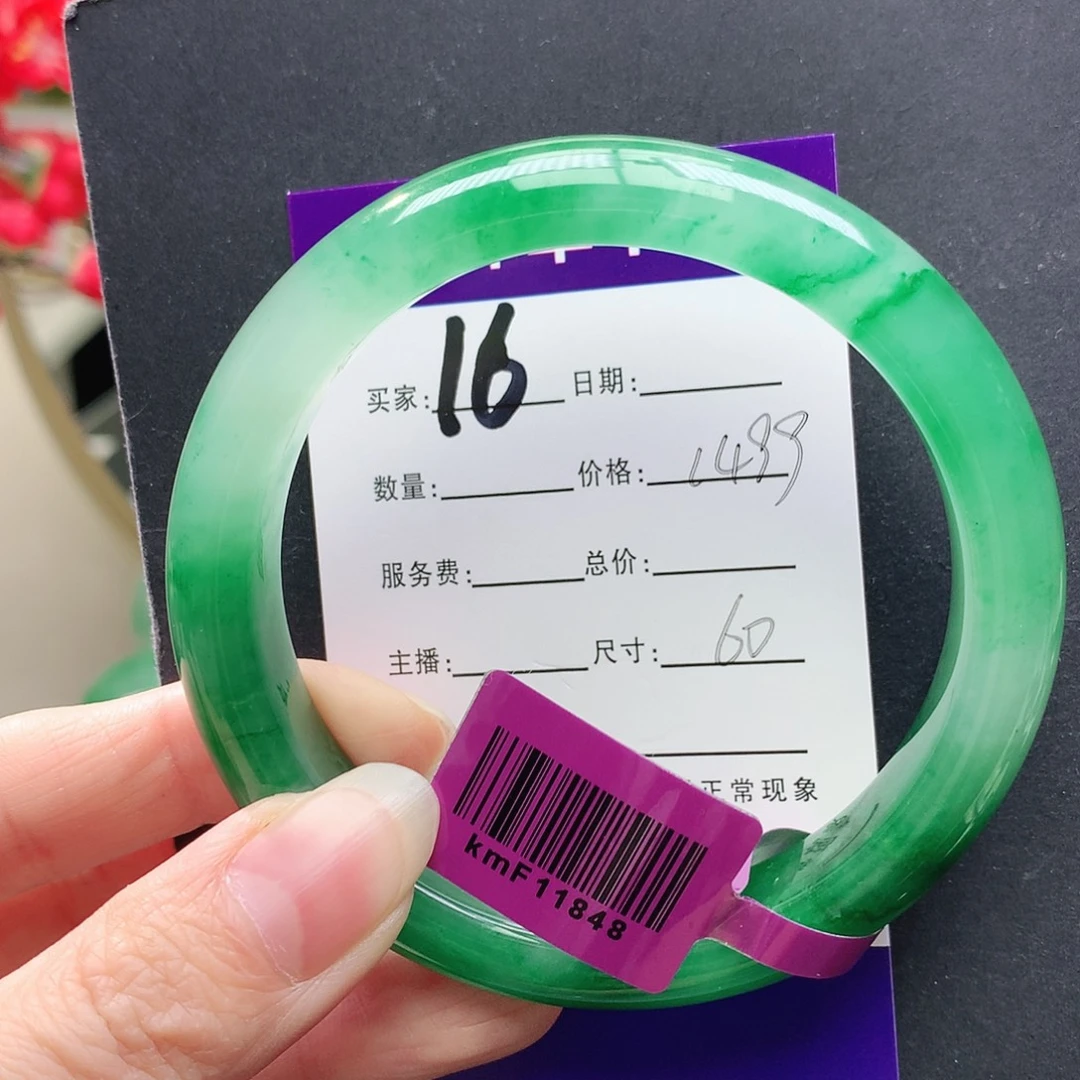 买家: 16 日期:
数量: 价格: 1499
服务费: 总价:
主播: 尺寸: 60
正常现象
kmF11848